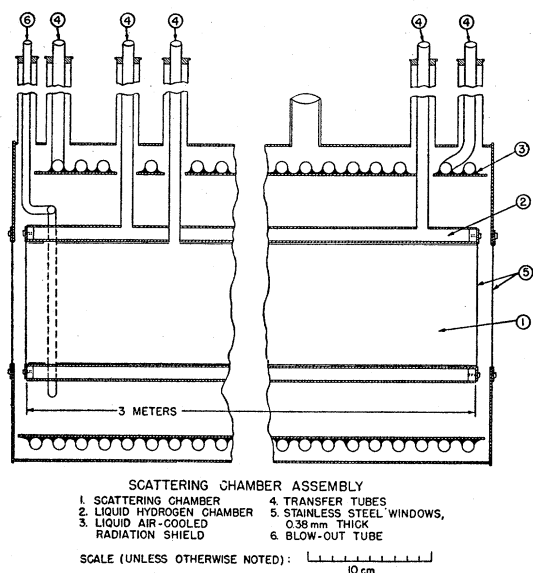 6 4 4 4 4 4
3
2
5
1
3 METERS
SCATTERING CHAMBER ASSEMBLY
1. SCATTERING CHAMBER 4. TRANSFER TUBES
2. LIQUID HYDROGEN CHAMBER 5. STAINLESS STEEL WINDOWS,
3. LIQUID AIR-COOLED 0.38 mm THICK
RADIATION SHIELD 6. BLOW-OUT TUBE
SCALE (UNLESS OTHERWISE NOTED):
10 cm